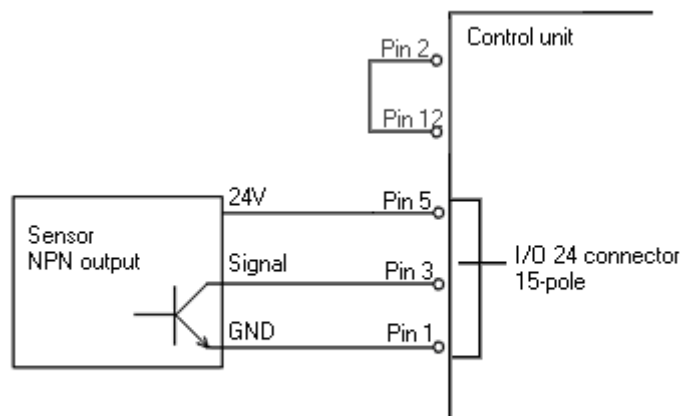 Control unit
Pin 2
Pin 12
24V
Pin 5
Sensor
NPN output
Signal
Pin 3
I/O 24 connector
15-pole
GND
Pin 1